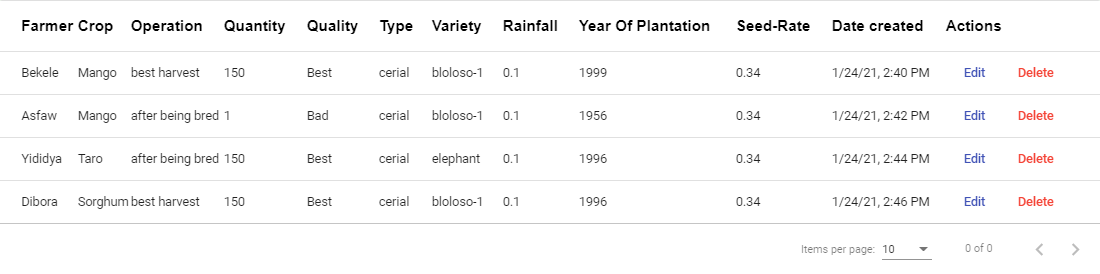 Farmer Crop Operation Quantity Quality Type Variety Rainfall Year Of Plantation Seed-Rate Date created Actions
Bekele Mango best harvest 150 Best cerial bloloso-1 0.1 1999 0.34 1/24/21, 2:40 PM Edit Delete
Asfaw Mango after being bred 1 Bad cerial bloloso-1 0.1 1956 0.34 1/24/21, 2:42 PM Edit Delete
Yididya Taro after being bred 150 Best cerial elephant 0.1 1996 0.34 1/24/21, 2:44 PM Edit Delete
Dibora Sorghum best harvest 150 Best cerial bloloso-1 0.1 1996 0.34 1/24/21, 2:46 PM Edit Delete
Items per page: 10 0 of 0